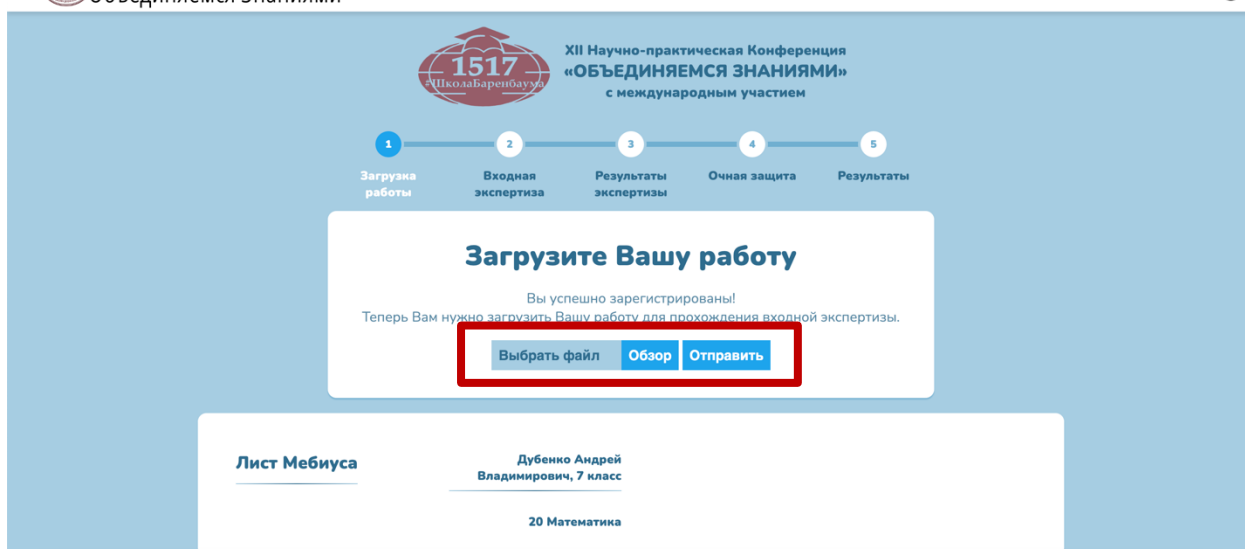 Объединяемся Знаниями
1517
#ШколаБаренбаума
XII Научно-практическая Конференция
«ОБЪЕДИНЯЕМСЯ ЗНАНИЯМИ»
с международным участием
1 2 3 4 5
Загрузка работы
Входная экспертиза
Результаты экспертизы
Очная защита
Результаты
Загрузите Вашу работу
Вы успешно зарегистрированы!
Теперь Вам нужно загрузить Вашу работу для прохождения входной экспертизы.
Выбрать файл Обзор Отправить
Лист Мебиуса
Дубенко Андрей
Владимирович, 7 класс
20 Математика